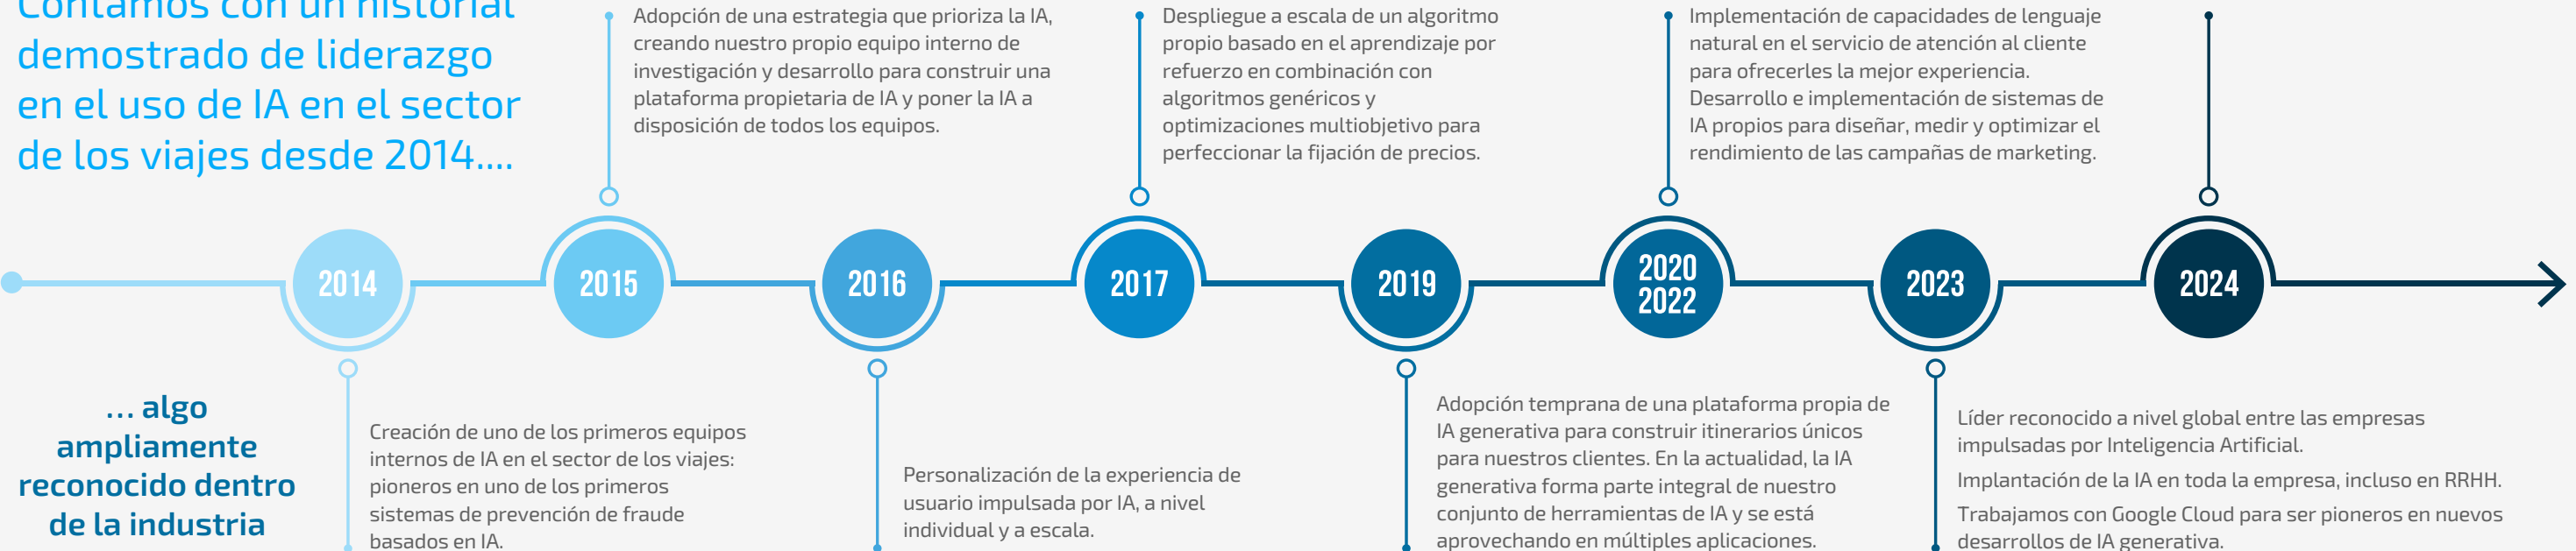 Contamos con un historial
demostrado de liderazgo
en el uso de IA en el sector
de los viajes desde 2014....
Adopción de una estrategia que prioriza la IA,
creando nuestro propio equipo interno de
investigación y desarrollo para construir una
plataforma propietaria de IA y poner la IA a
disposición de todos los equipos.
Despliegue a escala de un algoritmo
propio basado en el aprendizaje por
refuerzo en combinación con
algoritmos genéricos y
optimizaciones multiobjetivo para
perfeccionar la fijación de precios.
Implementación de capacidades de lenguaje
natural en el servicio de atención al cliente
para ofrecerles la mejor experiencia.
Desarrollo e implementación de sistemas de
IA propios para diseñar, medir y optimizar el
rendimiento de las campañas de marketing.
2014
2015
2016
2017
2019
2020
2022
2023
2024
… algo
ampliamente
reconocido dentro
de la industria
Creación de uno de los primeros equipos
internos de IA en el sector de los viajes:
pioneros en uno de los primeros
sistemas de prevención de fraude
basados en IA.
Personalización de la experiencia de
usuario impulsada por IA, a nivel
individual y a escala.
Adopción temprana de una plataforma propia de
IA generativa para construir itinerarios únicos
para nuestros clientes. En la actualidad, la IA
generativa forma parte integral de nuestro
conjunto de herramientas de IA y se está
aprovechando en múltiples aplicaciones.
Líder reconocido a nivel global entre las empresas
impulsadas por Inteligencia Artificial.
Implantación de la IA en toda la empresa, incluso en RRHH.
Trabajamos con Google Cloud para ser pioneros en nuevos
desarrollos de IA generativa.